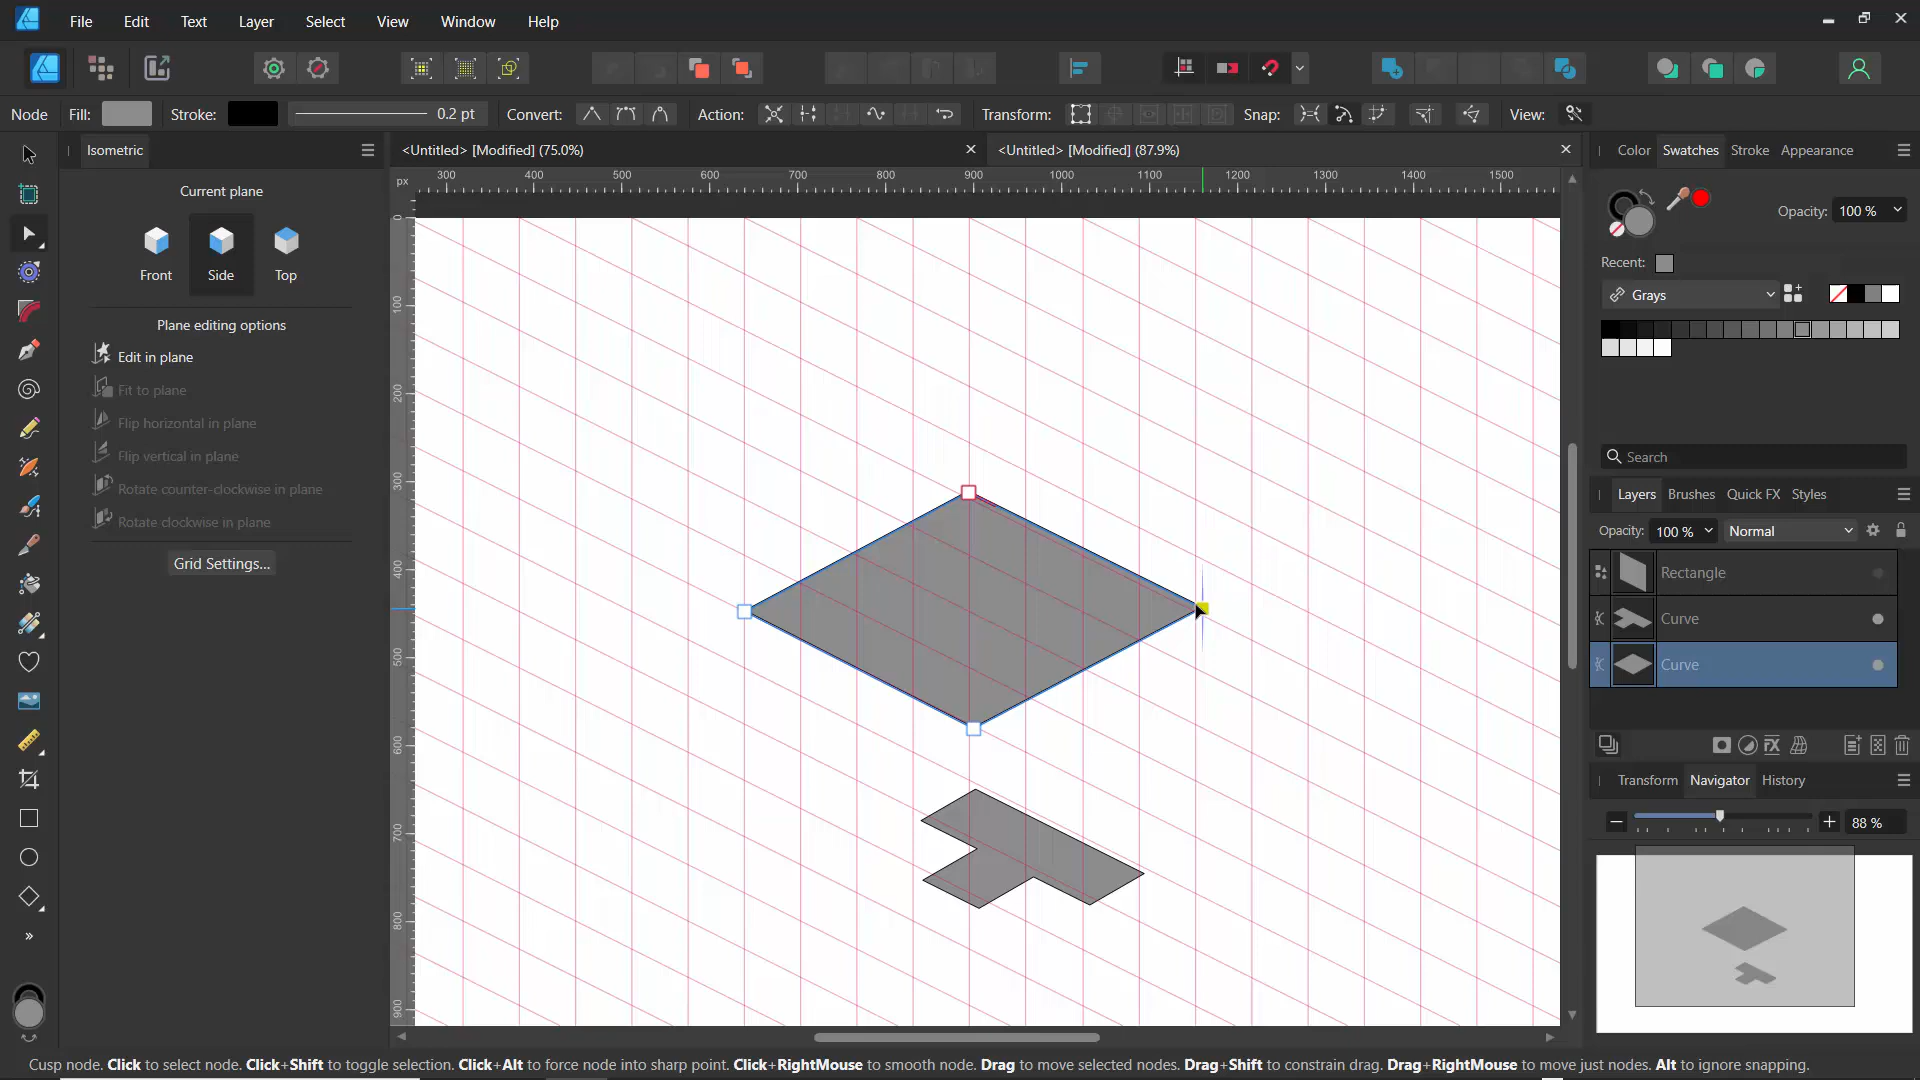 File Edit Text Layer Select View Window Help
Node Fill: Stroke: 0.2 pt Convert: Action: Transform: Snap: View:
Isometric
<Untitled> [Modified] (75.0%)
<Untitled> [Modified] (87.9%)
Color Swatches Stroke Appearance
px 300 400 500 600 700 800 900 1000 1100 1200 1300 1400 1500
0
100
200
300
400
500
600
700
800
900
Current plane
Front Side Top
Plane editing options
Edit in plane
Fit to plane
Flip horizontal in plane
Flip vertical in plane
Rotate counter-clockwise in plane
Rotate clockwise in plane
Grid Settings...
Opacity: 100 %
Recent:
Grays
Search
Layers Brushes Quick FX Styles
Opacity: 100 % Normal
Rectangle
Curve
Curve
FX
Transform Navigator History
88 %
Cusp node. Click to select node. Click+Shift to toggle selection. Click+Alt to force node into sharp point. Click+RightMouse to smooth node. Drag to move selected nodes. Drag+Shift to constrain drag. Drag+RightMouse to move just nodes. Alt to ignore snapping.